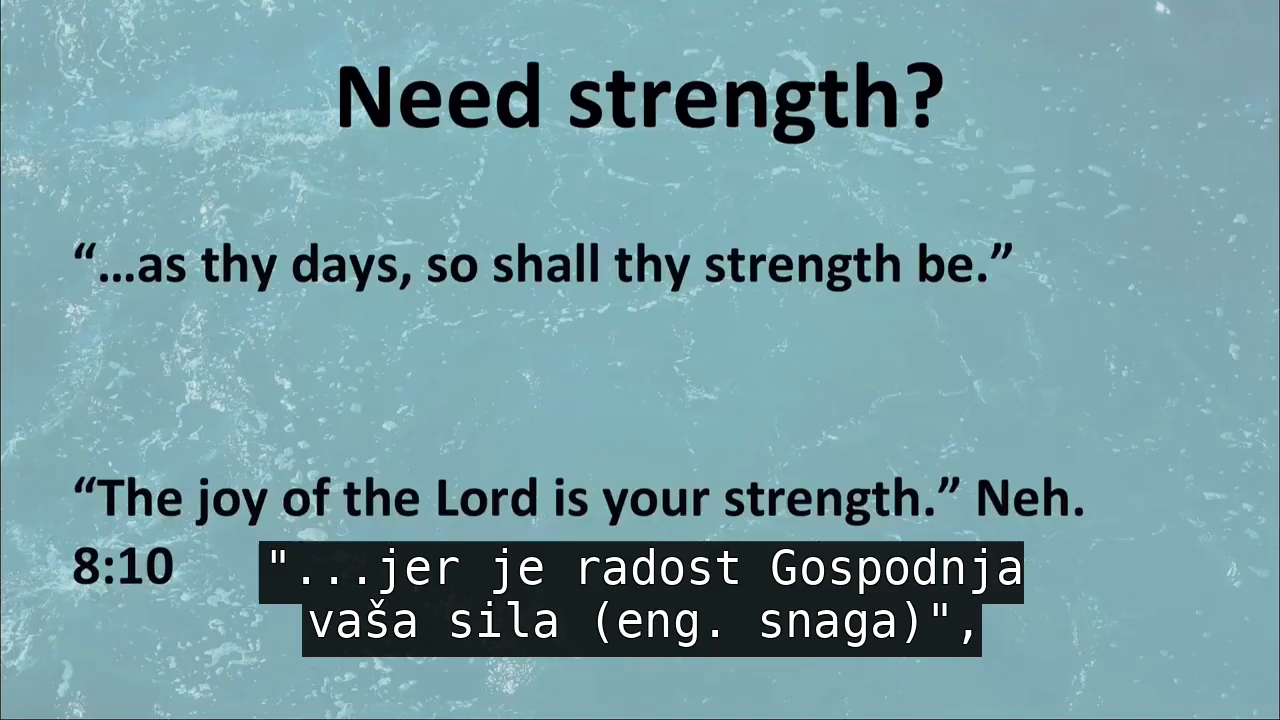 Need strength?
“...as thy days, so shall thy strength be.”
“The joy of the Lord is your strength.” Neh.
8:10
"...jer je radost Gospodnja
vaša sila (eng. snaga)",